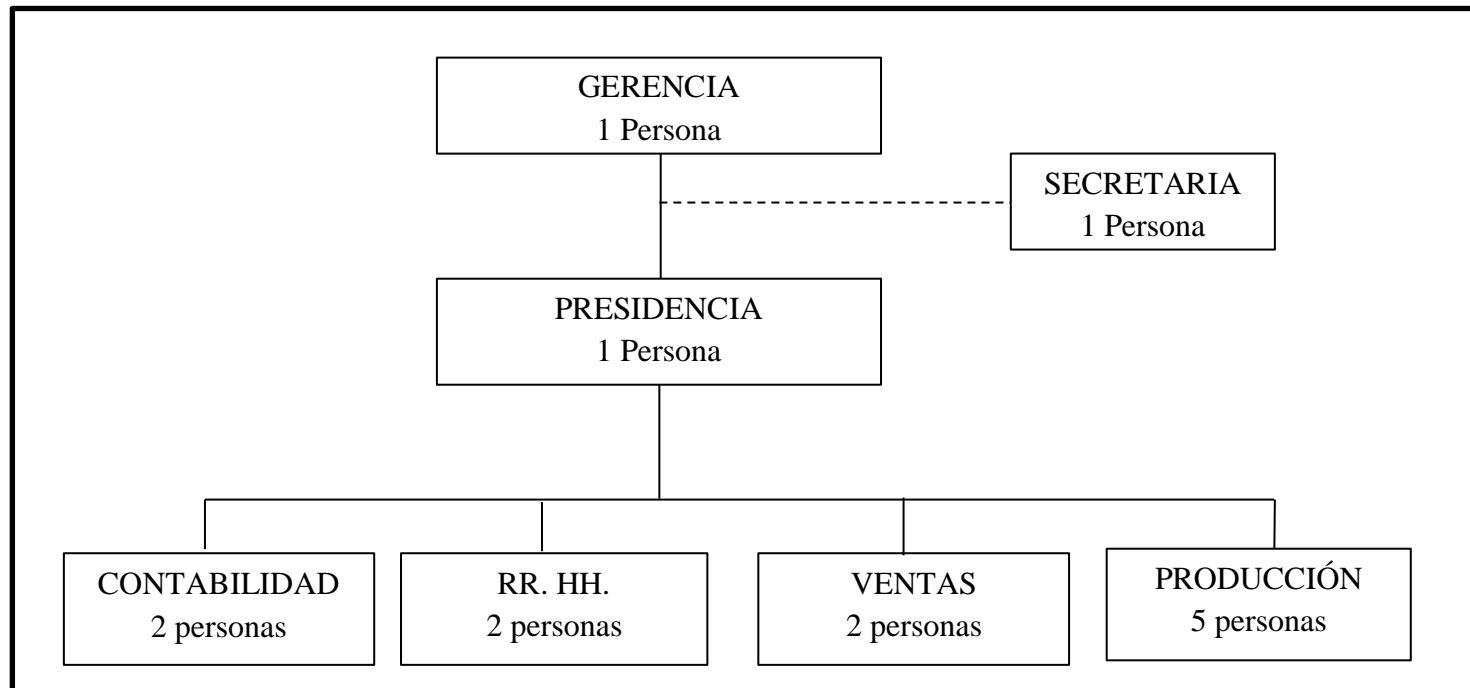 GERENCIA
1 Persona
SECRETARIA
1 Persona
PRESIDENCIA
1 Persona
CONTABILIDAD
2 personas
RR. HH.
2 personas
VENTAS
2 personas
PRODUCCIÓN
5 personas